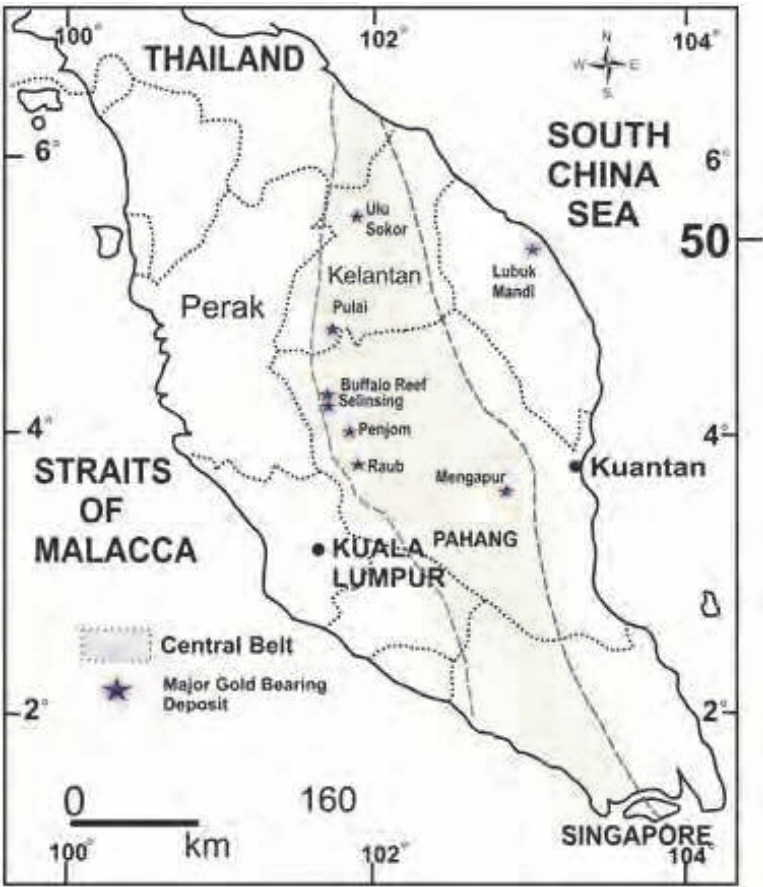 100°
102°
104°
THAILAND
N
W E
S
SOUTH
CHINA
SEA
6°
6°
50
Ulu
Sokor
Lubuk
Mandi
Kelantan
Perak
Pulai
Buffalo Reef
Selinsing
Penjom
Raub
4°
4°
Kuantan
Mengapur
STRAITS
OF
MALACCA
PAHANG
KUALA
LUMPUR
Central Belt
Major Gold Bearing
Deposit
2°
2°
0 160
km
SINGAPORE
100°
102°
104°